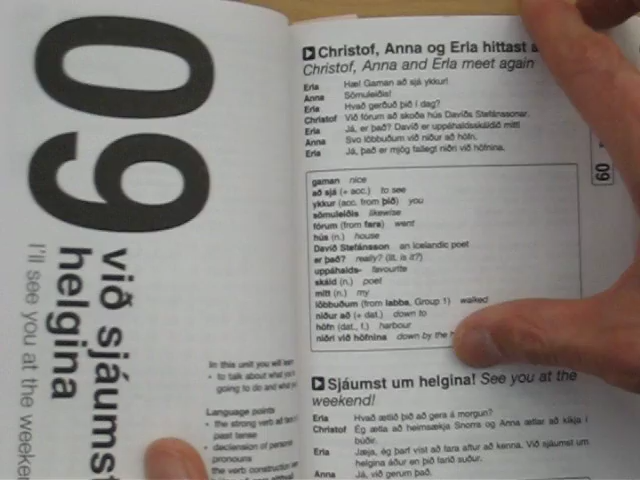 09
við sjáumst
helgina
I'll see you at the weeken
In this unit you will learn
• to talk about what you
going to do and what
Language points
• the strong verb
past tense
• declension of personal
pronouns
the verb construction
Christof, Anna og Erla hittast a
Christof, Anna and Erla meet again
Erla Hæ! Gaman að sjá ykkur!
Anna Sömuleiðis!
Erla Hvað gerðuð þið í dag?
Christof Við fórum að skoða hús Davíðs Stefánssonar.
Erla Já, er það? Davíð er uppáhaldsskáldið mitt!
Anna Svo löbbuðum við niður að höfn.
Erla Já, það er mjög fallegt niðri við höfnina.
09
gaman nice
að sjá (+ acc.) to see
ykkur (acc. from þið) you
sömuleiðis likewise
fórum (from fara) went
hús (n.) house
Davíð Stefánsson an Icelandic poet
er það? really? (lit. is it?)
uppáhalds- favourite
skáld (n.) poet
mitt (n.) my
löbbuðum (from labba, Group 1) walked
niður að (+ dat.) down to
höfn (dat., f.) harbour
niðri við höfnina down by the h
Sjáumst um helgina! See you at the
weekend!
Erla Hvað ætlið þið að gera á morgun?
Christof Ég ætla að heimsækja Snorra og Anna ætlar að kíkja í
búðir.
Erla Jæja, ég þarf víst að fara aftur að kenna. Við sjáumst um
helgina áður en þið farið suður.
Anna Já, við gerum það.